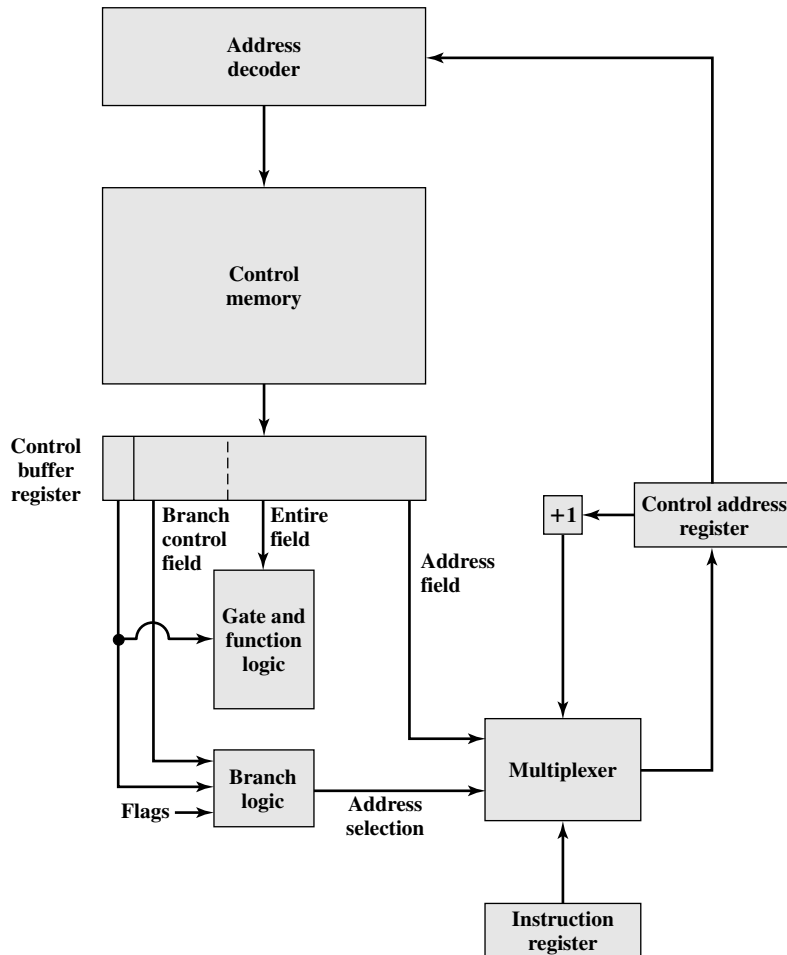 Address
decoder
Control
memory
Control
buffer
register
Branch
control
field
Entire
field
Address
field
+1
Control address
register
Gate and
function
logic
Multiplexer
Branch
logic
Flags
Address
selection
Instruction
register